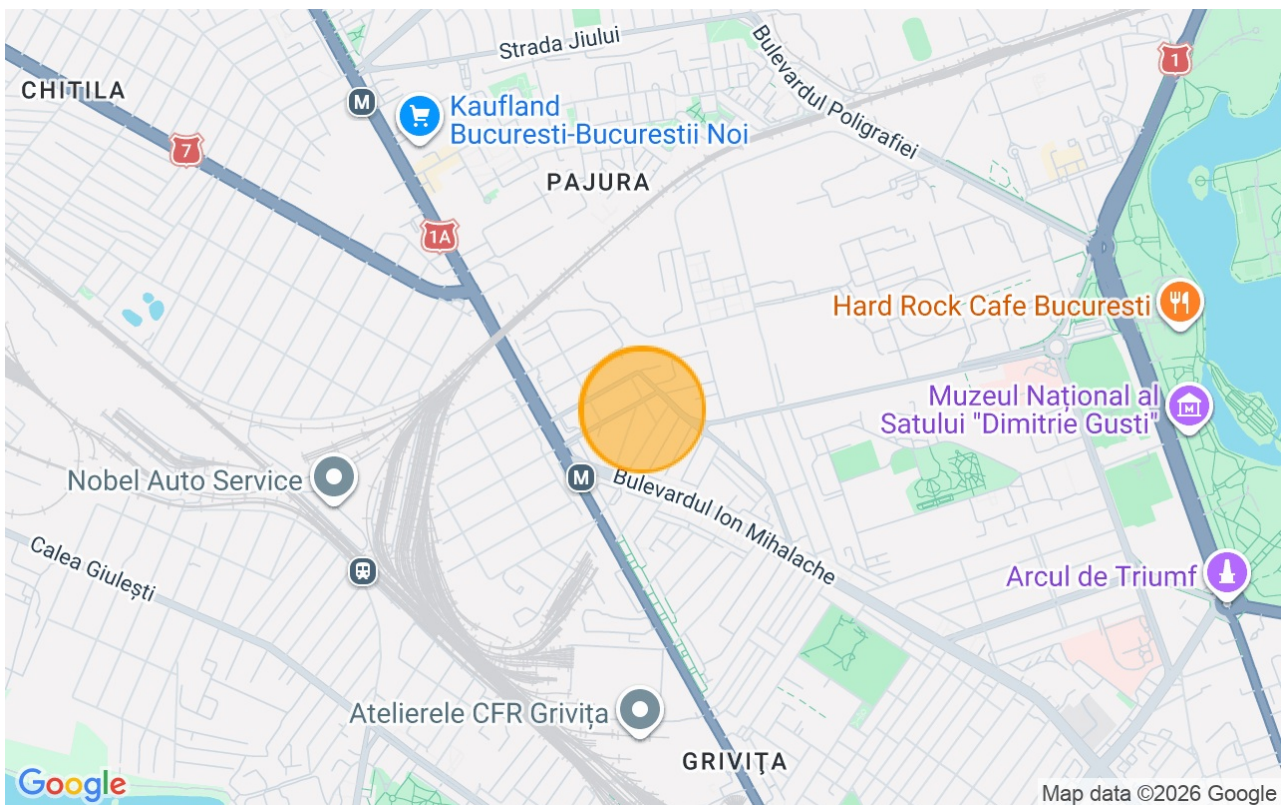 Strada Jiului
Bulevardul Poligrafiei
1
CHITILA
M
Kaufland
Bucuresti-Bucurestii Noi
7
PAJURA
1A
Hard Rock Cafe Bucuresti
Muzeul Național al
Satului "Dimitrie Gusti"
M
Nobel Auto Service
M
Bulevardul Ion Mihalache
Calea Giulești
Arcul de Triumf
Atelierele CFR Grivița
GRIVIŢA
Google
Map data ©2026 Google